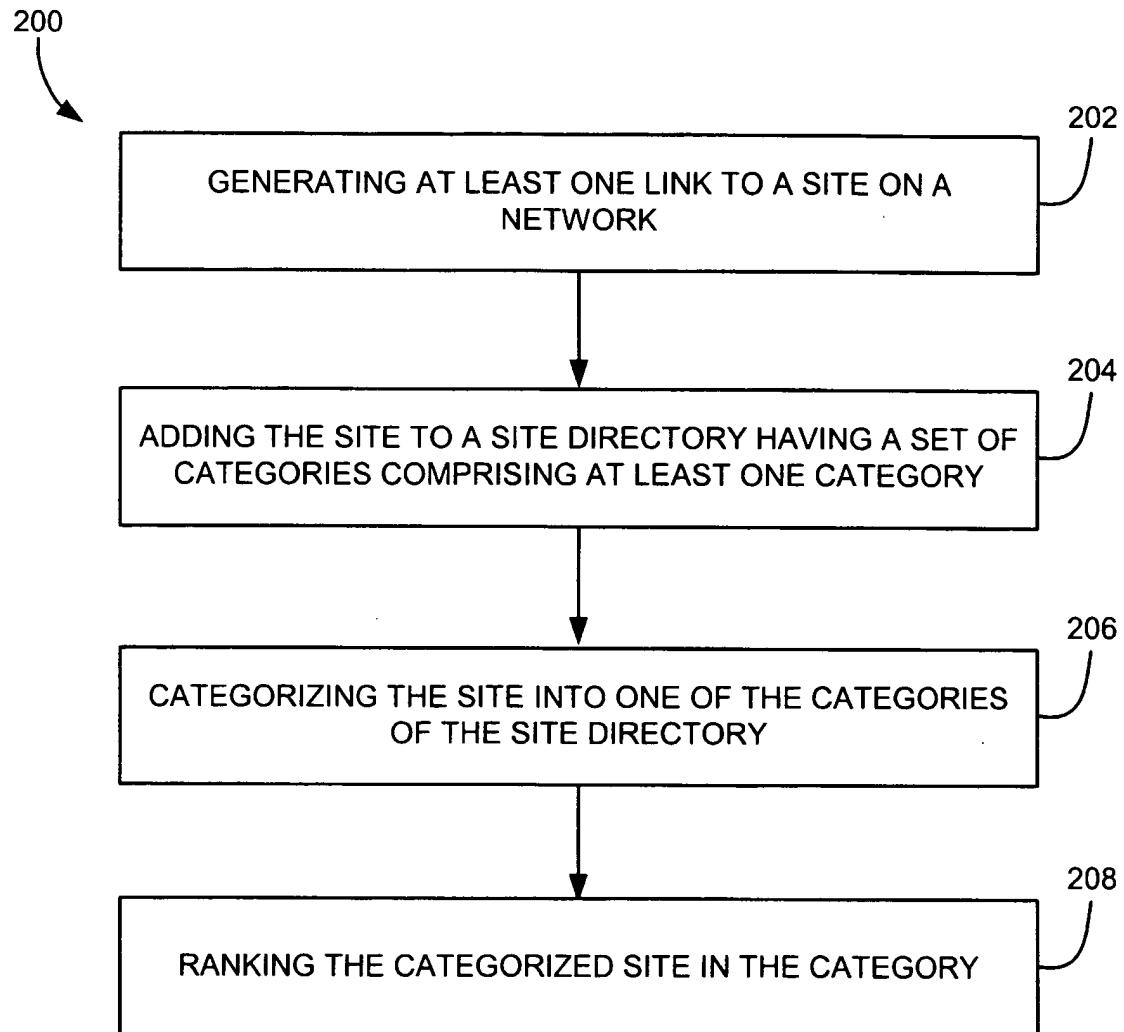 200
202
GENERATING AT LEAST ONE LINK TO A SITE ON A
NETWORK
204
ADDING THE SITE TO A SITE DIRECTORY HAVING A SET OF
CATEGORIES COMPRISING AT LEAST ONE CATEGORY
206
CATEGORIZING THE SITE INTO ONE OF THE CATEGORIES
OF THE SITE DIRECTORY
208
RANKING THE CATEGORIZED SITE IN THE CATEGORY